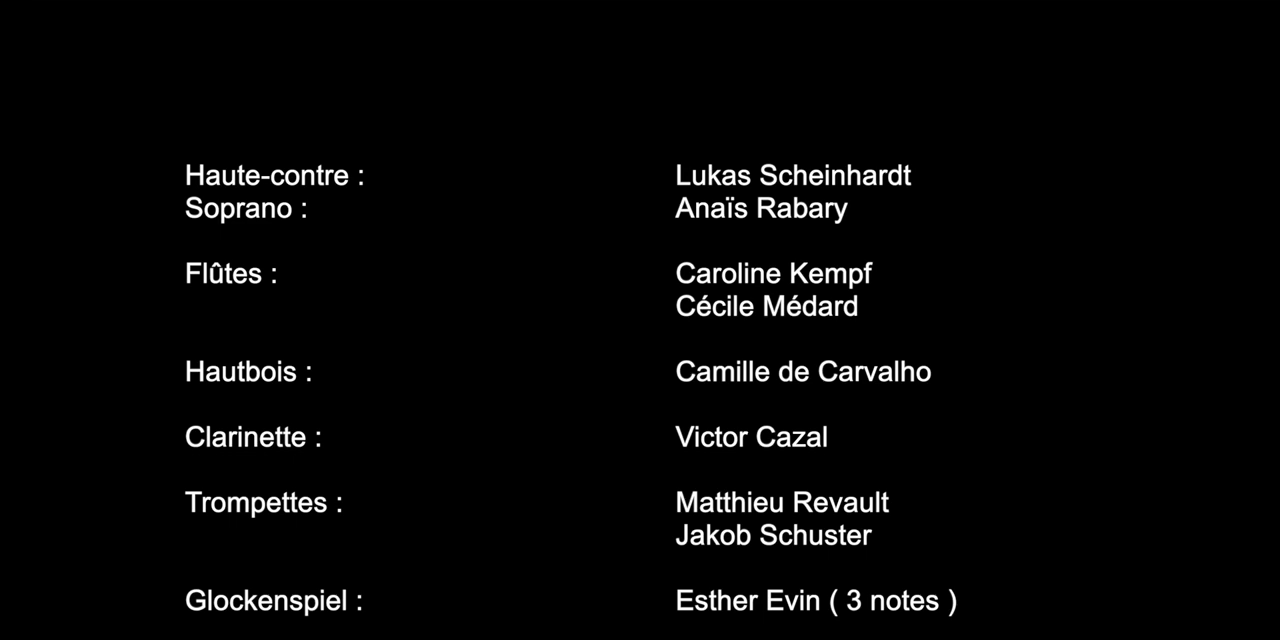 Haute-contre : Lukas Scheinhardt
Soprano : Anaïs Rabary
Flûtes : Caroline Kempf
Cécile Médard
Hautbois : Camille de Carvalho
Clarinette : Victor Cazal
Trompettes : Matthieu Revault
Jakob Schuster
Glockenspiel : Esther Evin ( 3 notes )